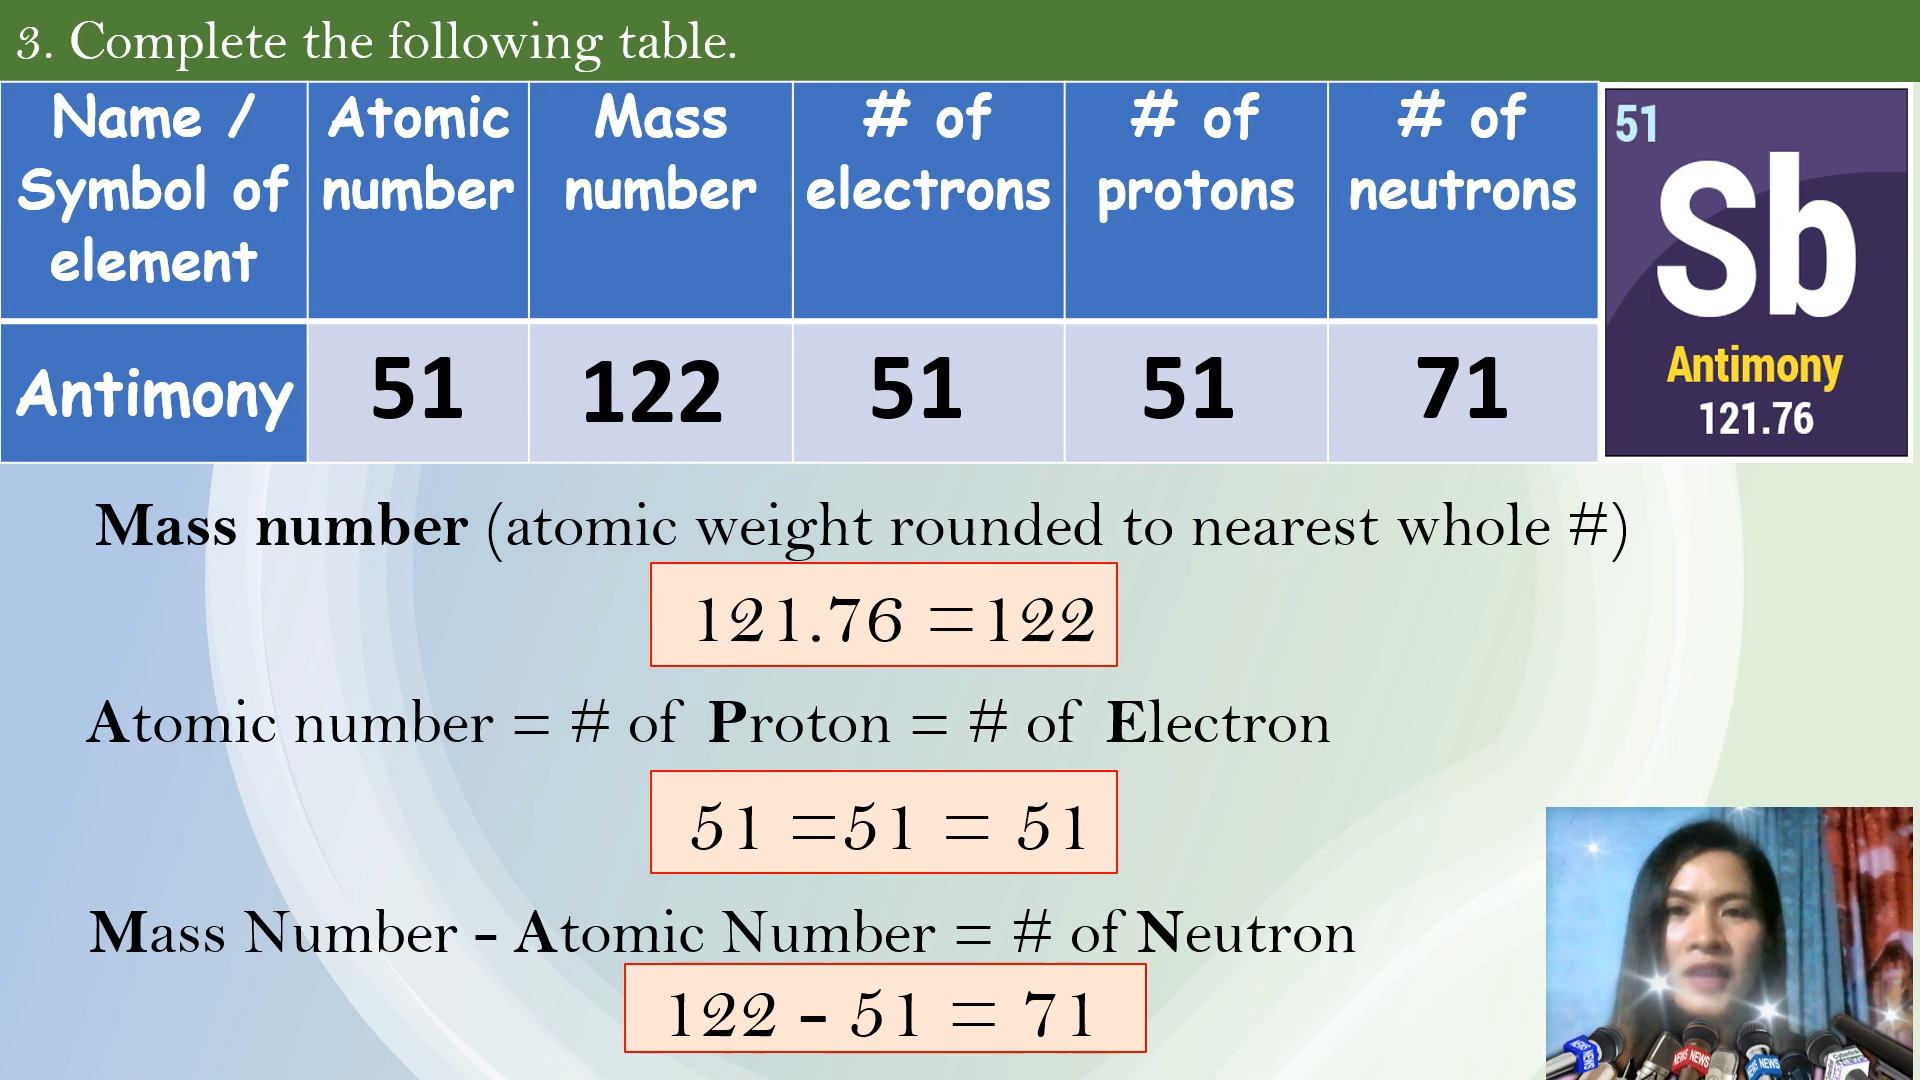 3. Complete the following table.
Name / Symbol of element
Atomic number
Mass number
# of electrons
# of protons
# of neutrons
Antimony
51
122
51
51
71
51
Sb
Antimony
121.76
Mass number (atomic weight rounded to nearest whole #)
121.76 =122
Atomic number = # of Proton = # of Electron
51 =51 = 51
Mass Number - Atomic Number = # of Neutron
122 - 51 = 71
NEWS
NEWS
NEWS